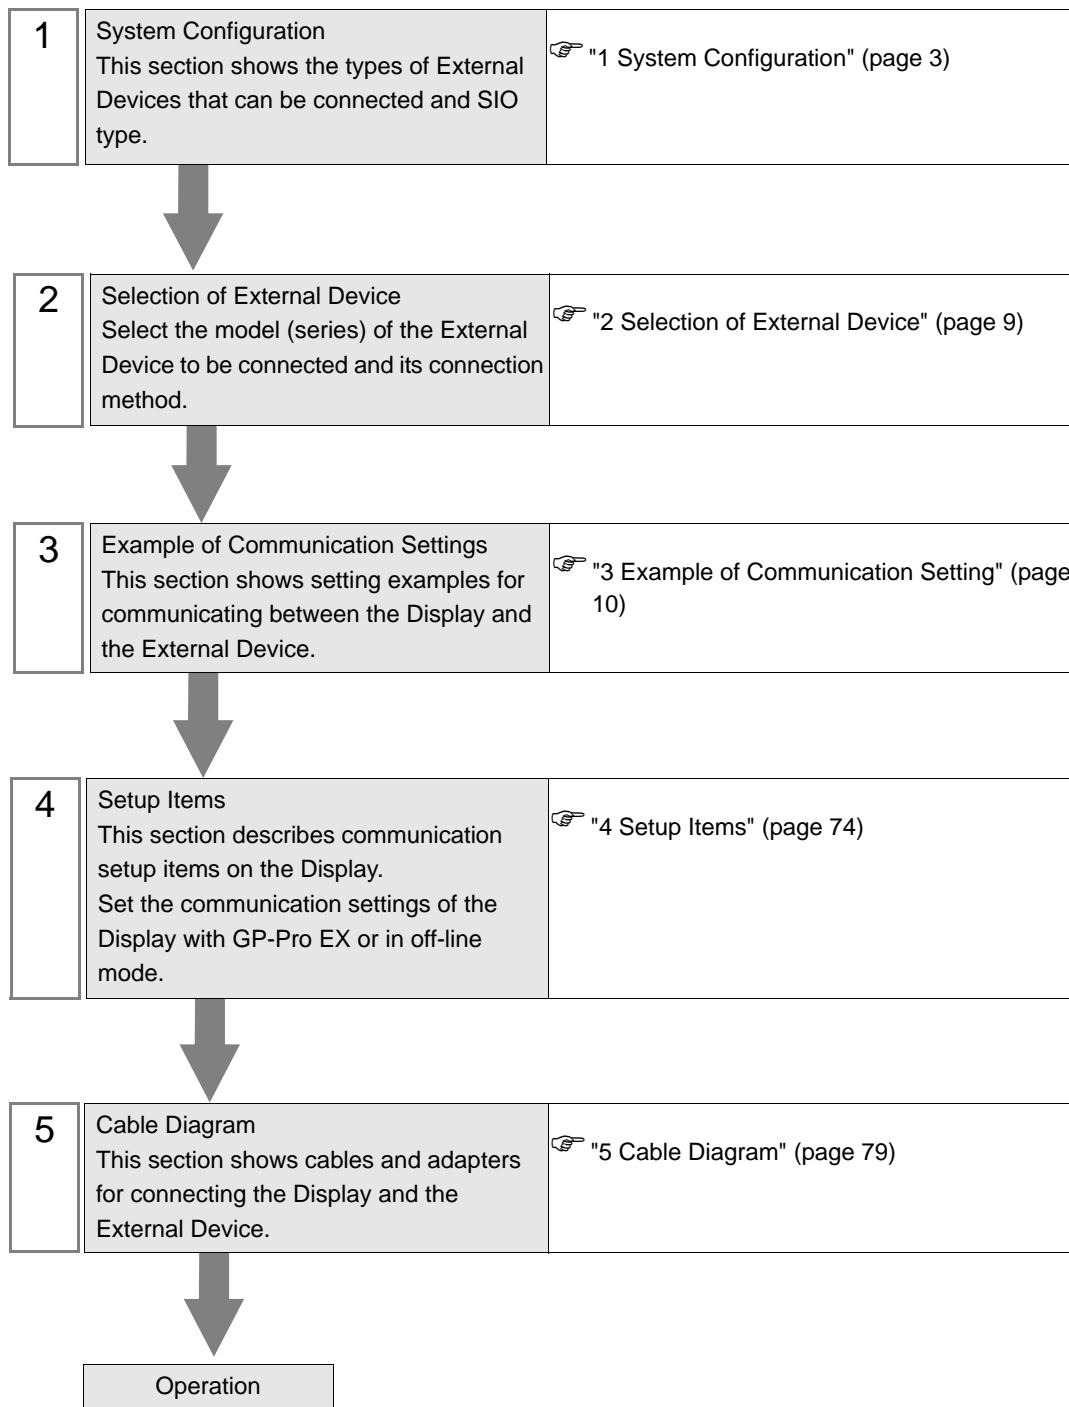 1
System Configuration
This section shows the types of External
Devices that can be connected and SIO
type.
"1 System Configuration" (page 3)
2
Selection of External Device
Select the model (series) of the External
Device to be connected and its connection
method.
"2 Selection of External Device" (page 9)
3
Example of Communication Settings
This section shows setting examples for
communicating between the Display and
the External Device.
"3 Example of Communication Setting" (page
10)
4
Setup Items
This section describes communication
setup items on the Display.
Set the communication settings of the
Display with GP-Pro EX or in off-line
mode.
"4 Setup Items" (page 74)
5
Cable Diagram
This section shows cables and adapters
for connecting the Display and the
External Device.
"5 Cable Diagram" (page 79)
Operation